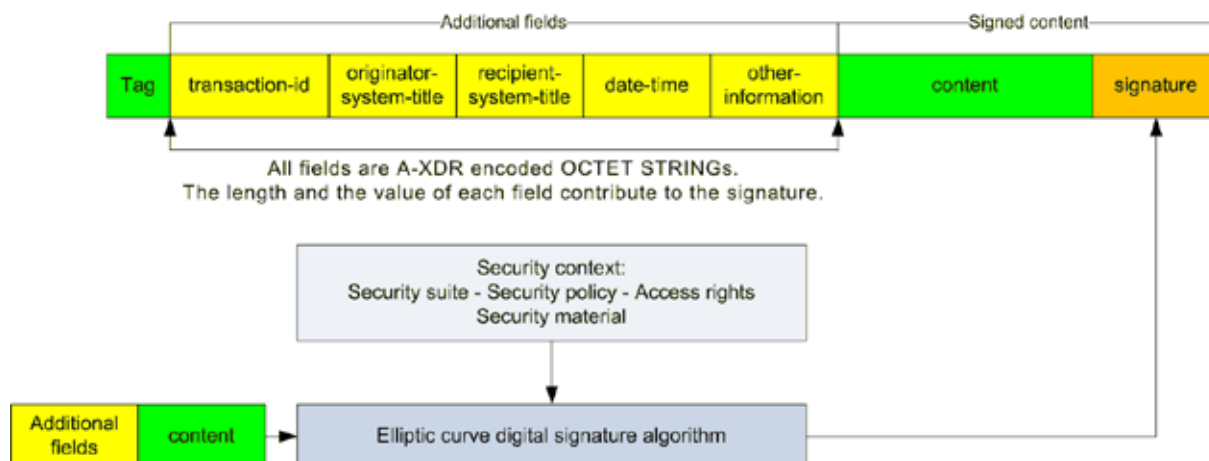 Additional fields
Signed content
Tag
transaction-id
originator-
system-title
recipient-
system-title
date-time
other-
information
content
signature
All fields are A-XDR encoded OCTET STRINGs.
The length and the value of each field contribute to the signature.
Security context:
Security suite - Security policy - Access rights
Security material
Additional
fields
content
Elliptic curve digital signature algorithm